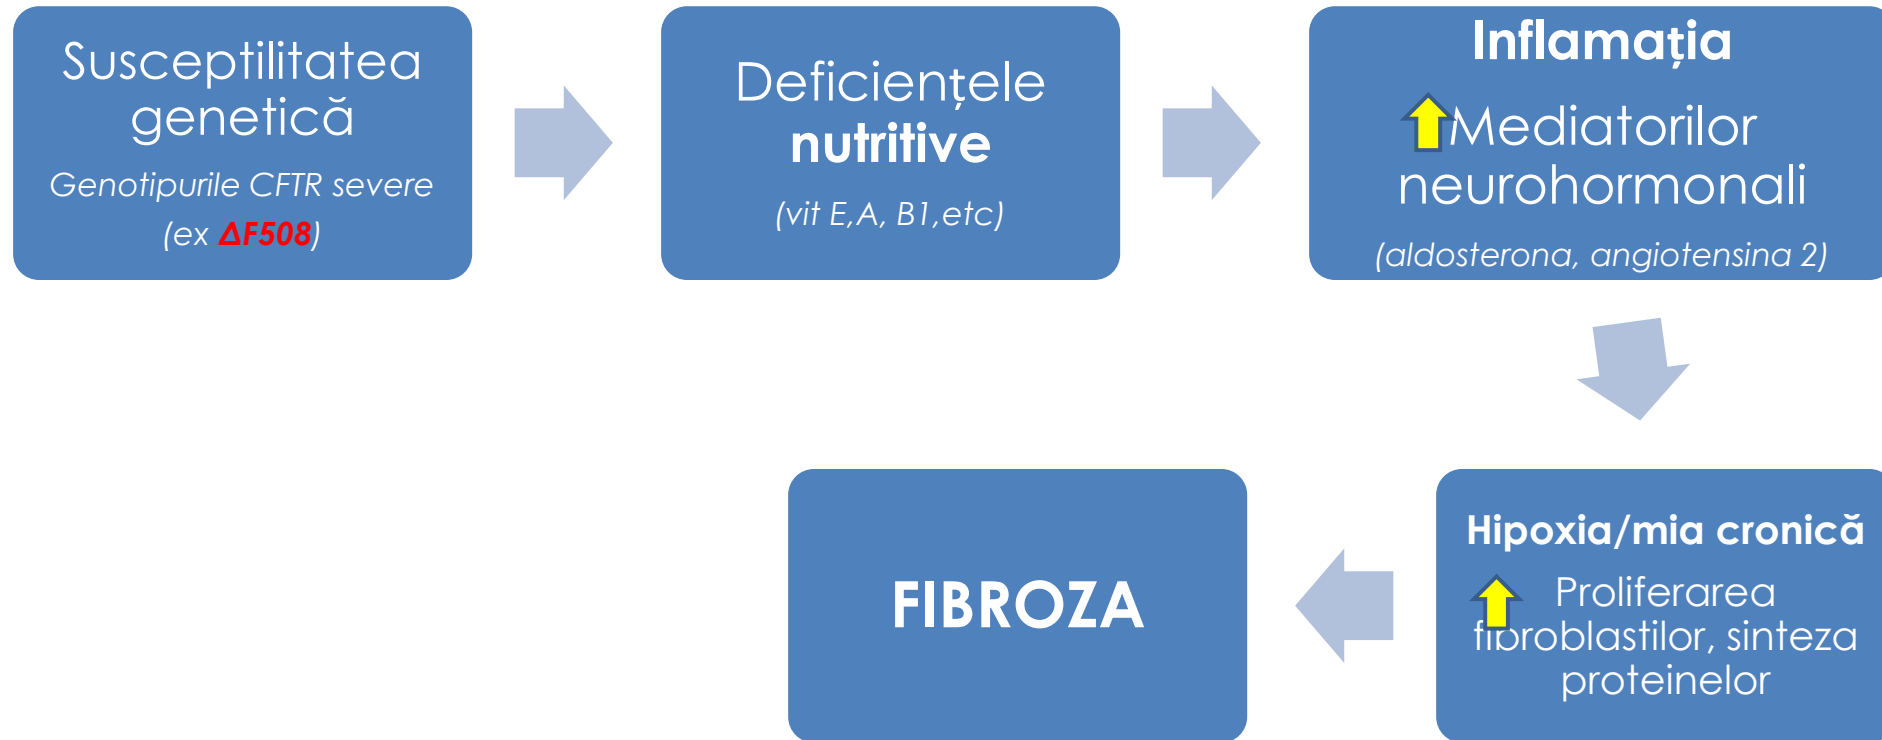 Susceptilitatea
genetică
Genotipurile CFTR severe
(ex ΔF508)
Deficiențele
nutritive
(vit E,A, B1,etc)
Inflamația
Mediatorilor
neurohormonali
(aldosterona, angiotensina 2)
Hipoxia/mia cronică
Proliferarea
fibroblastilor, sinteza
proteinelor
FIBROZA